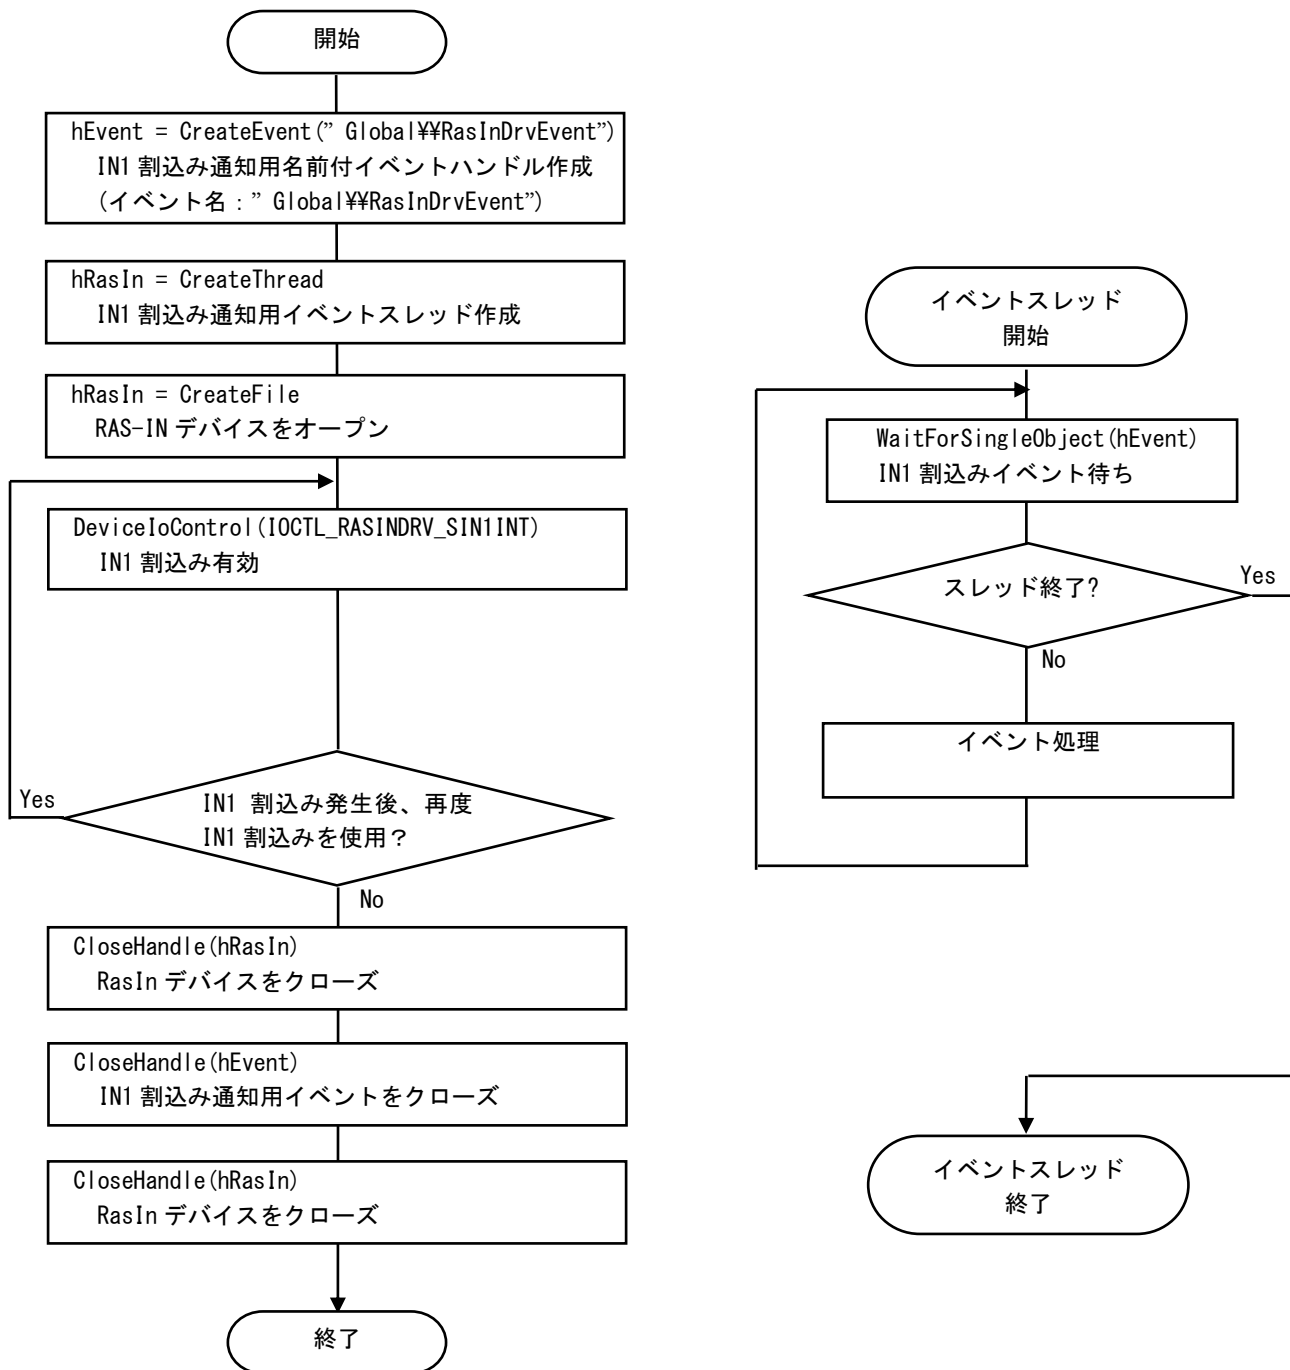 開始
hEvent = CreateEvent(” Global¥¥RasInDrvEvent”)
IN1 割込み通知用名前付イベントハンドル作成
(イベント名：” Global¥¥RasInDrvEvent”)
hRasIn = CreateThread
IN1 割込み通知用イベントスレッド作成
hRasIn = CreateFile
RAS-IN デバイスをオープン
DeviceIoControl(IOCTL_RASINDRV_SIN1INT)
IN1 割込み有効
Yes
IN1 割込み発生後、再度
IN1 割込みを使用？
No
CloseHandle(hRasIn)
RasIn デバイスをクローズ
CloseHandle(hEvent)
IN1 割込み通知用イベントをクローズ
CloseHandle(hRasIn)
RasIn デバイスをクローズ
終了
イベントスレッド
開始
WaitForSingleObject(hEvent)
IN1 割込みイベント待ち
スレッド終了?
Yes
No
イベント処理
イベントスレッド
終了